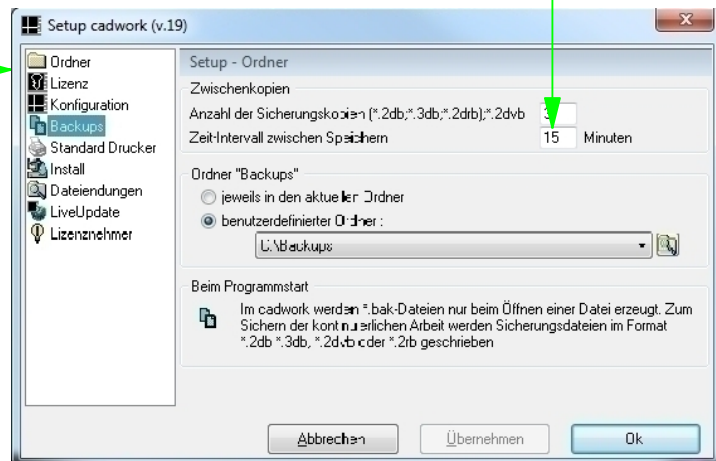 Setup cadwork (v.19)
Ordner
Lizenz
Konfiguration
Backups
Standard Drucker
Install
Dateiendungen
LiveUpdate
Lizenznehmer
Setup - Ordner
Zwischenkopien
Anzahl der Sicherungskopien (*.2db;*.3db;*.2drb);*.2dvb 3
Zeit-Intervall zwischen Speichern 15 Minuten
Ordner "Backups"
jeweils in den aktuellen Ordner
benutzerdefinierter Ordner :
C:\Backups
Beim Programmstart
Im cadwork werden *.bak-Dateien nur beim Öffnen einer Datei erzeugt. Zum
Sichern der kontinuierlichen Arbeit werden Sicherungsdateien im Format
*.2db *.3db, *.2dvb oder *.2rb geschrieben
Abbrechen
Übernehmen
Ok